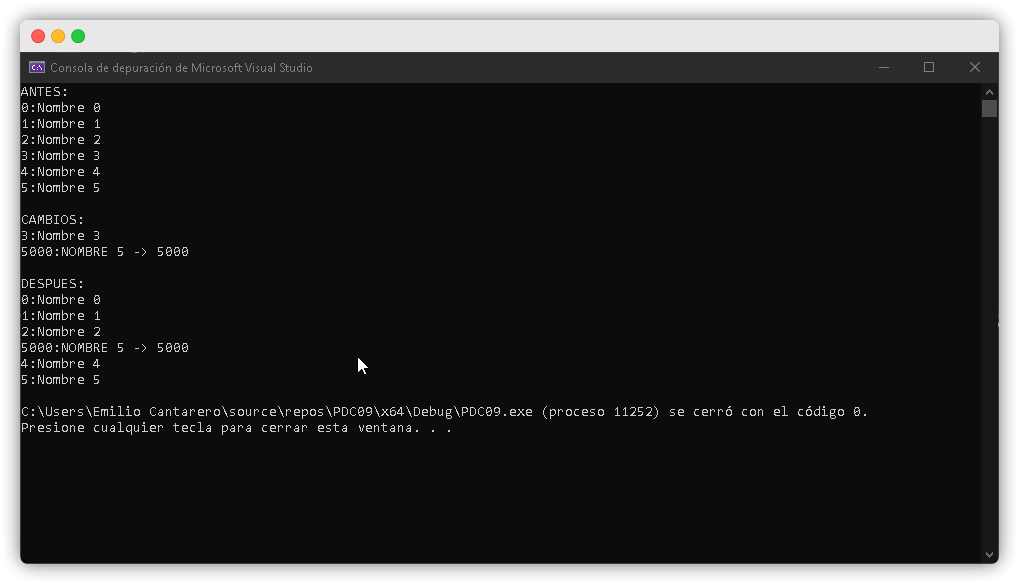 Consola de depuración de Microsoft Visual Studio
ANTES:
0:Nombre 0
1:Nombre 1
2:Nombre 2
3:Nombre 3
4:Nombre 4
5:Nombre 5
CAMBIOS:
3:Nombre 3
5000:NOMBRE 5 -> 5000
DESPUES:
0:Nombre 0
1:Nombre 1
2:Nombre 2
5000:NOMBRE 5 -> 5000
4:Nombre 4
5:Nombre 5
C:\Users\Emilio Cantarero\source\repos\PDC09\x64\Debug\PDC09.exe (proceso 11252) se cerró con el código 0.
Presione cualquier tecla para cerrar esta ventana. . .